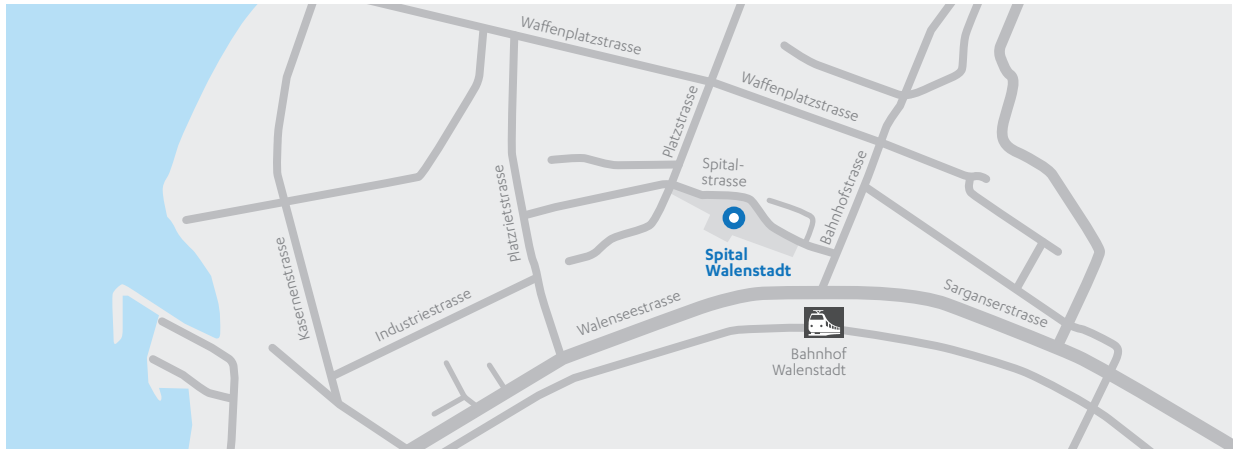 Waffenplatzstrasse
Waffenplatzstrasse
Platzstrasse
Spital-
strasse
Bahnhofstrasse
Platzrietstrasse
Kasernenstrasse
Spital
Walenstadt
Industriestrasse
Walenseestrasse
Sarganserstrasse
Bahnhof
Walenstadt